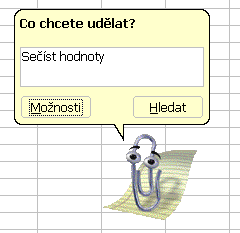 Co chcete udělat?
Sečíst hodnoty
Možnosti
Hledat